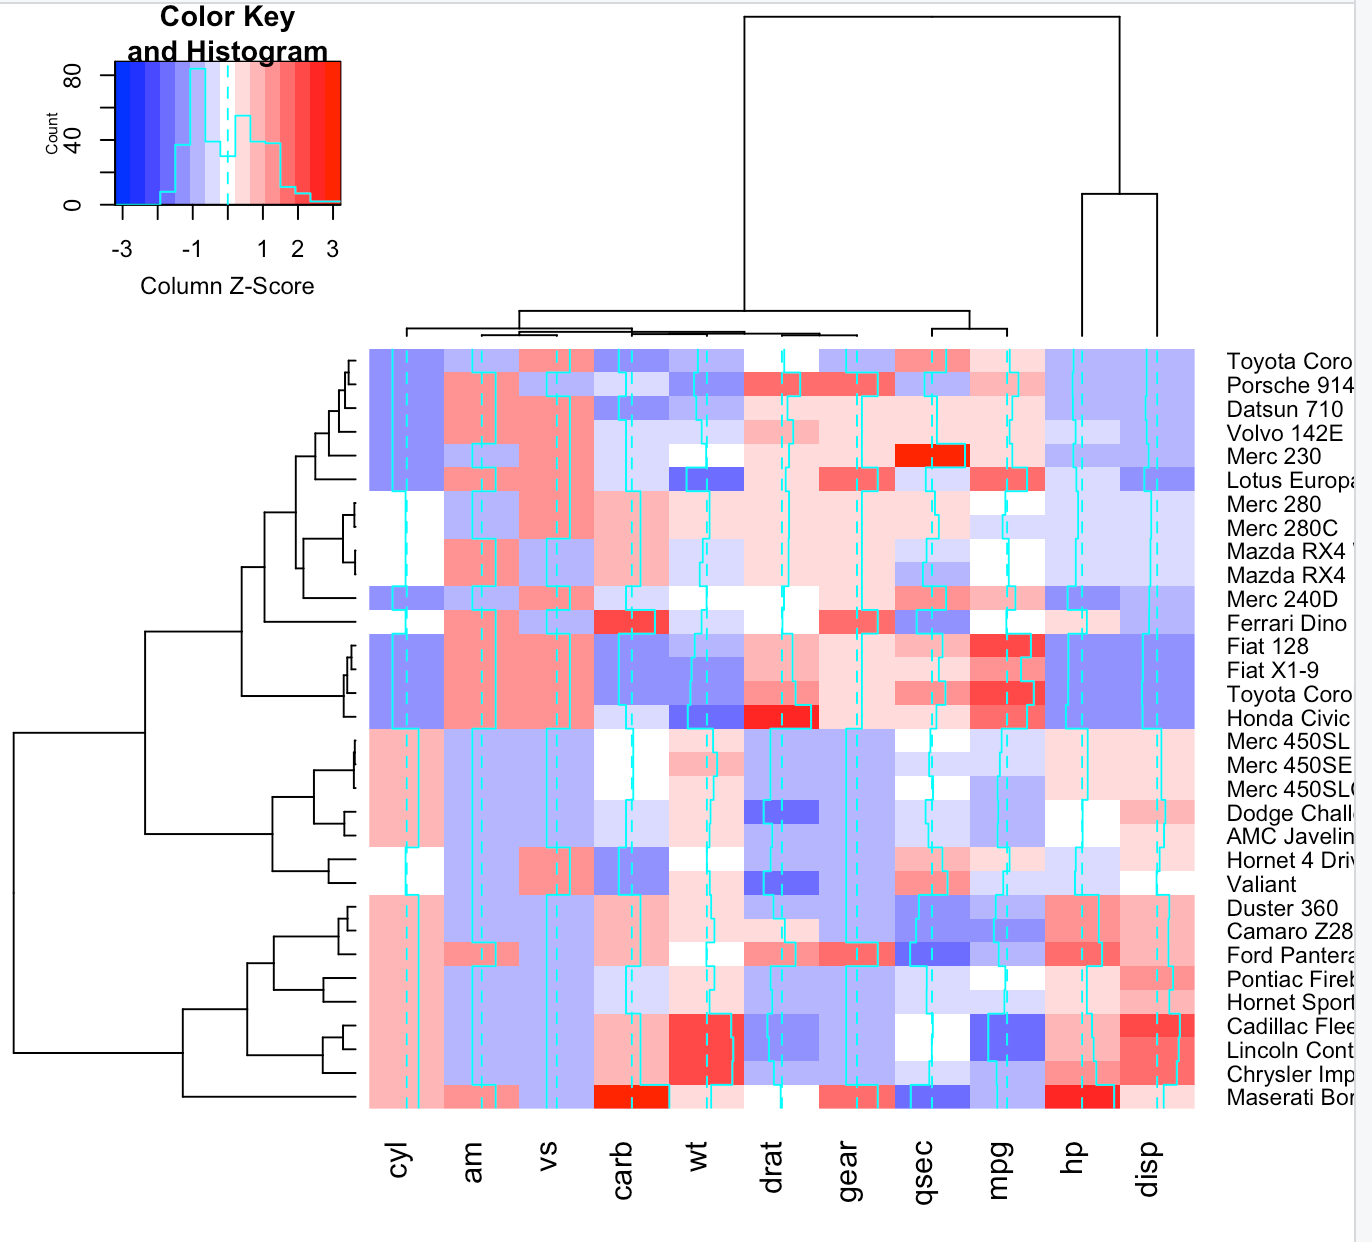 Color Key
and Histogram
Count
0 40 80
-3 -1 1 2 3
Column Z-Score
Toyota Coro
Porsche 914
Datsun 710
Volvo 142E
Merc 230
Lotus Europa
Merc 280
Merc 280C
Mazda RX4
Mazda RX4
Merc 240D
Ferrari Dino
Fiat 128
Fiat X1-9
Toyota Coro
Honda Civic
Merc 450SL
Merc 450SE
Merc 450SL
Dodge Chall
AMC Javelin
Hornet 4 Driv
Valiant
Duster 360
Camaro Z28
Ford Pantera
Pontiac Fireb
Hornet Sport
Cadillac Flee
Lincoln Cont
Chrysler Imp
Maserati Bor
cyl am vs carb wt drat gear qsec mpg hp disp